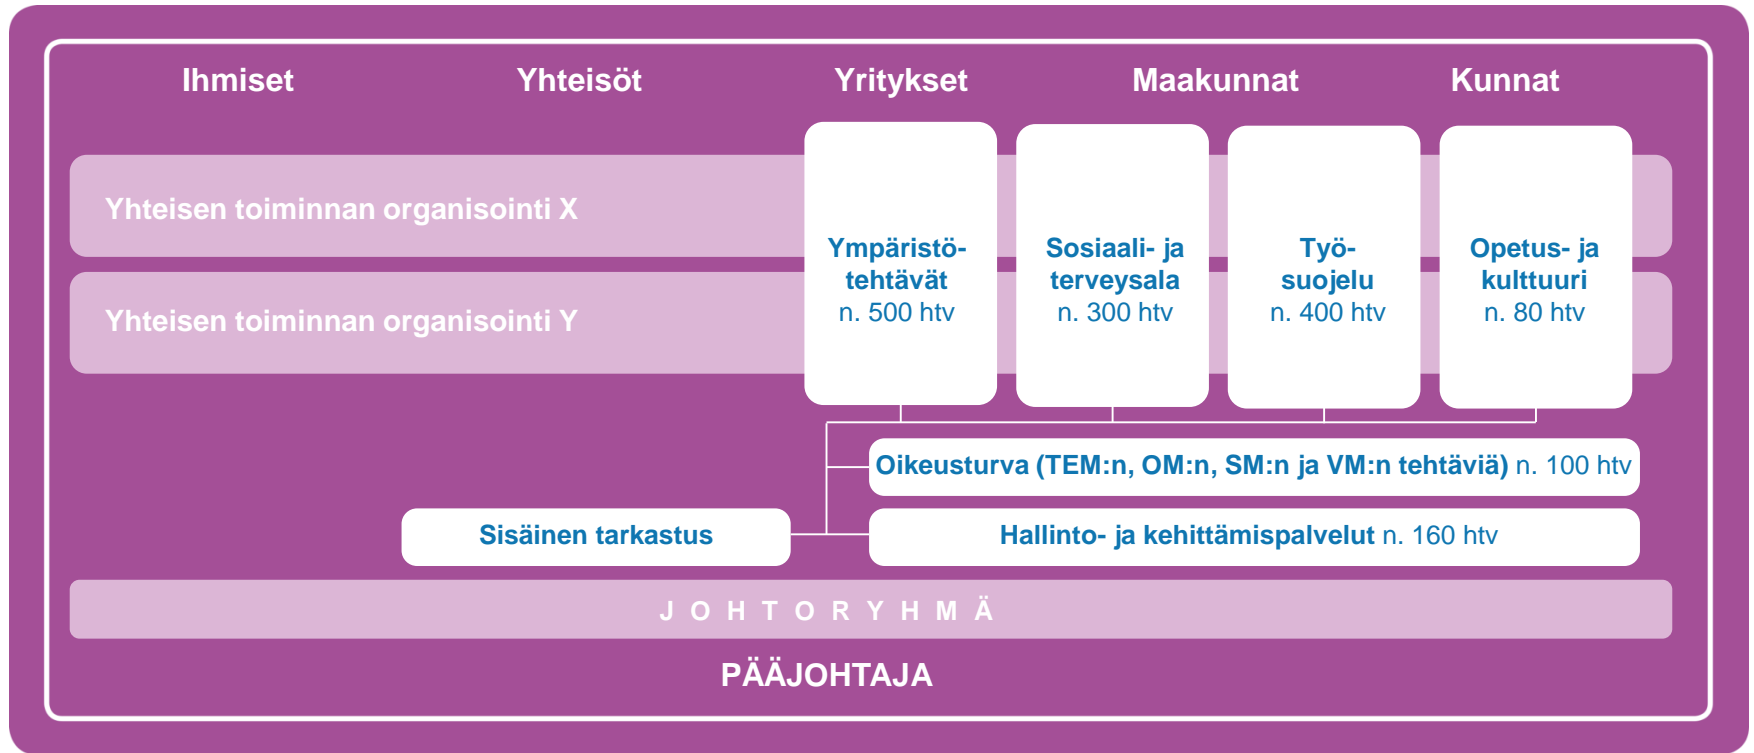 Ihmiset Yhteisöt Yritykset Maakunnat Kunnat
Yhteisen toiminnan organisointi X
Yhteisen toiminnan organisointi Y
Ympäristö-
tehtävät
n. 500 htv
Sosiaali- ja
terveysala
n. 300 htv
Työ-
suojelu
n. 400 htv
Opetus- ja
kulttuuri
n. 80 htv
Oikeusturva (TEM:n, OM:n, SM:n ja VM:n tehtäviä) n. 100 htv
Sisäinen tarkastus
Hallinto- ja kehittämispalvelut n. 160 htv
J O H T O R Y H M Ä
PÄÄJOHTAJA